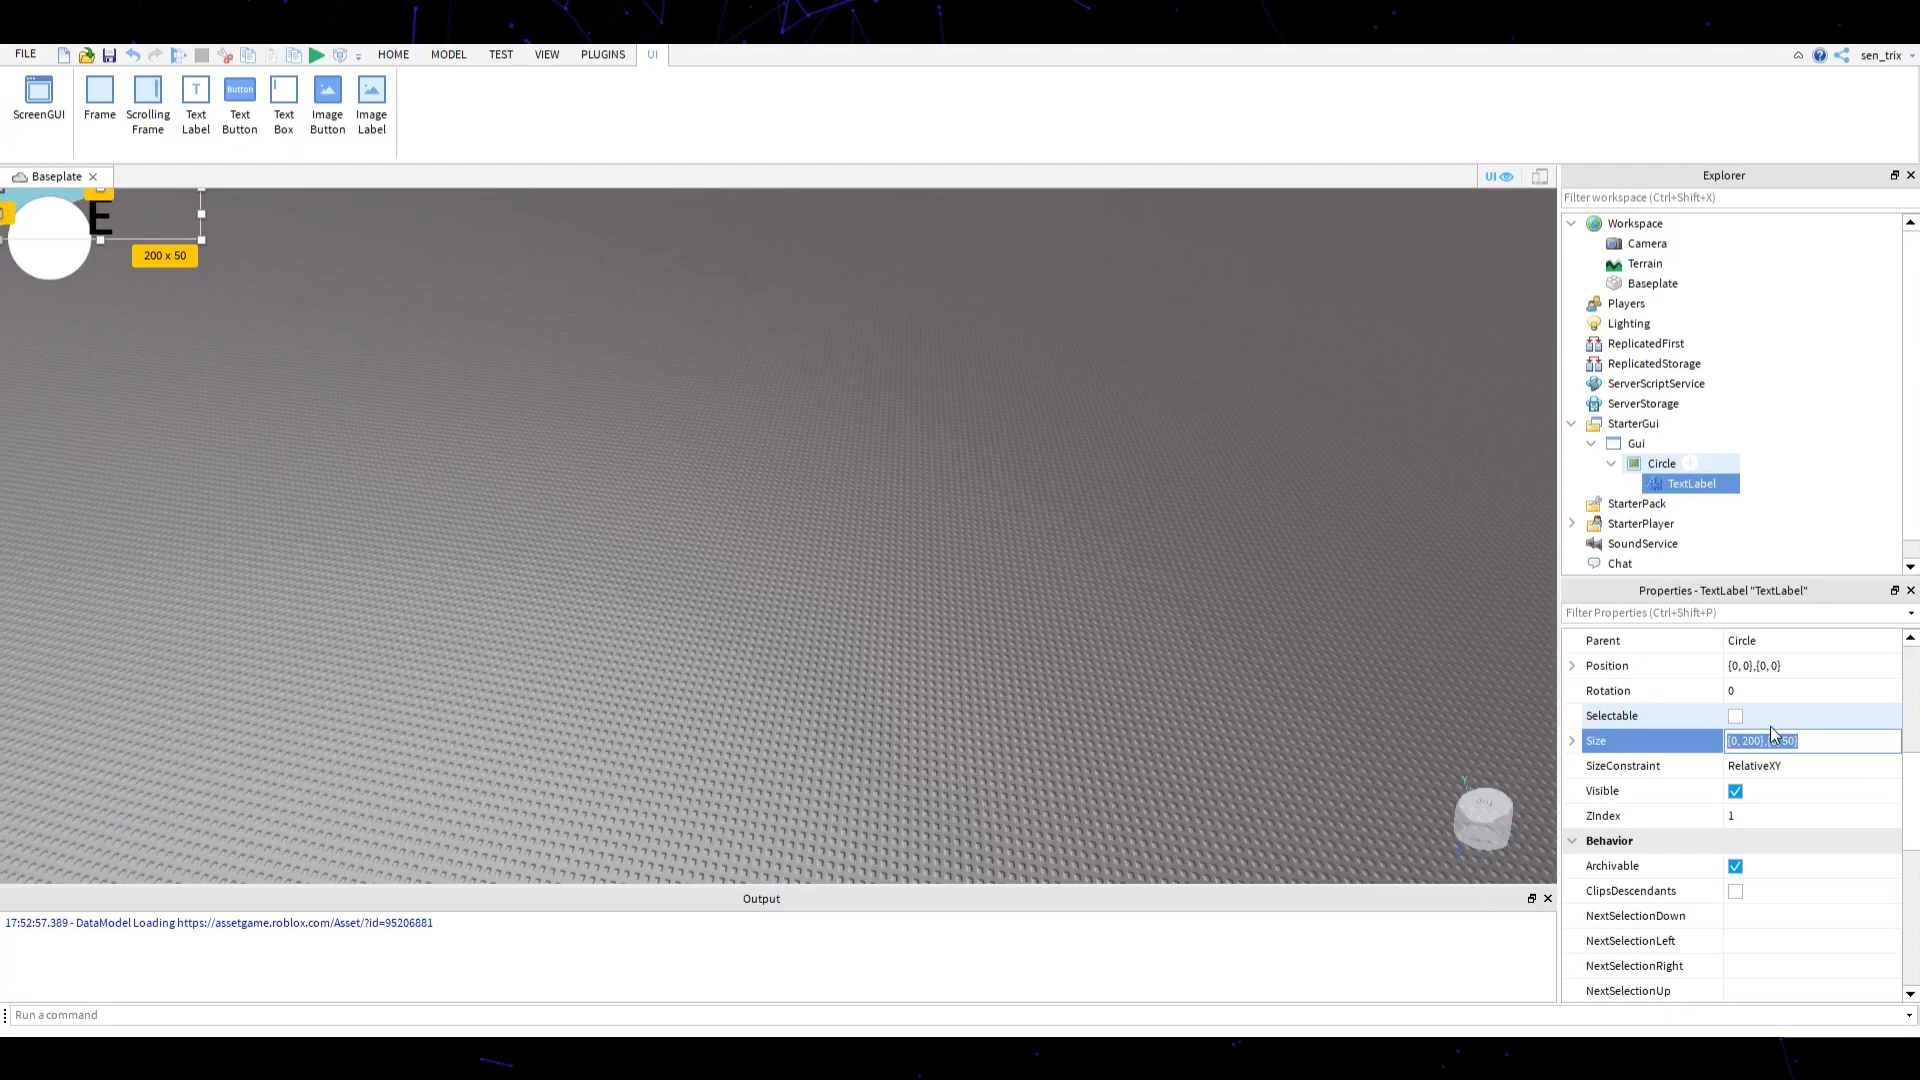 FILE HOME MODEL TEST VIEW PLUGINS UI sen_trix
ScreenGUI Frame Scrolling Frame Text Label Button Text Button Text Box Image Button Image Label
Baseplate UI
E
200 x 50
Explorer
Filter workspace (Ctrl+Shift+X)
Workspace
Camera
Terrain
Baseplate
Players
Lighting
ReplicatedFirst
ReplicatedStorage
ServerScriptService
ServerStorage
StarterGui
Gui
Circle
TextLabel
StarterPack
StarterPlayer
SoundService
Chat
Properties - TextLabel "TextLabel"
Filter Properties (Ctrl+Shift+P)
Parent Circle
Position {0, 0},{0, 0}
Rotation 0
Selectable
Size {0, 200}, 50}
SizeConstraint RelativeXY
Visible
ZIndex 1
Behavior
Archivable
ClipsDescendants
NextSelectionDown
NextSelectionLeft
NextSelectionRight
NextSelectionUp
Output
17:52:57.389 - DataModel Loading https://assetgame.roblox.com/Asset/?id=95206881
Run a command